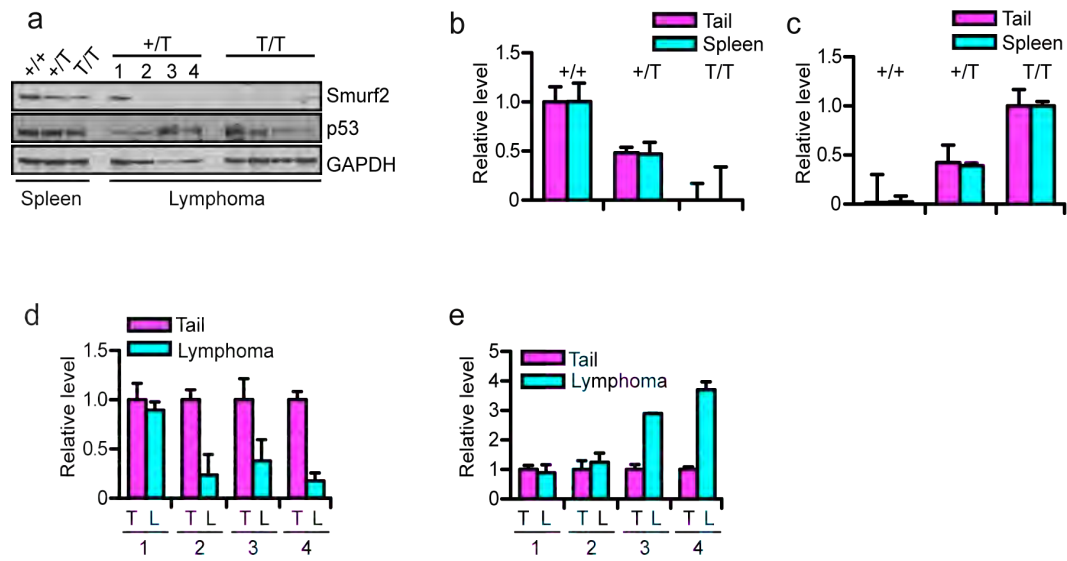 a
+/+ +/T T/T
+/T
T/T
1 2 3 4
Smurf2
p53
GAPDH
Spleen
Lymphoma
b
Tail
Spleen
Relative level
1.5
1.0
0.5
0
+/+
+/T
T/T
c
Tail
Spleen
Relative level
1.5
1.0
0.5
0
+/+
+/T
T/T
d
Tail
Lymphoma
Relative level
1.5
1.0
0.5
0
T L T L T L T L
1 2 3 4
e
Tail
Lymphoma
Relative level
5
4
3
2
1
0
T L T L T L T L
1 2 3 4